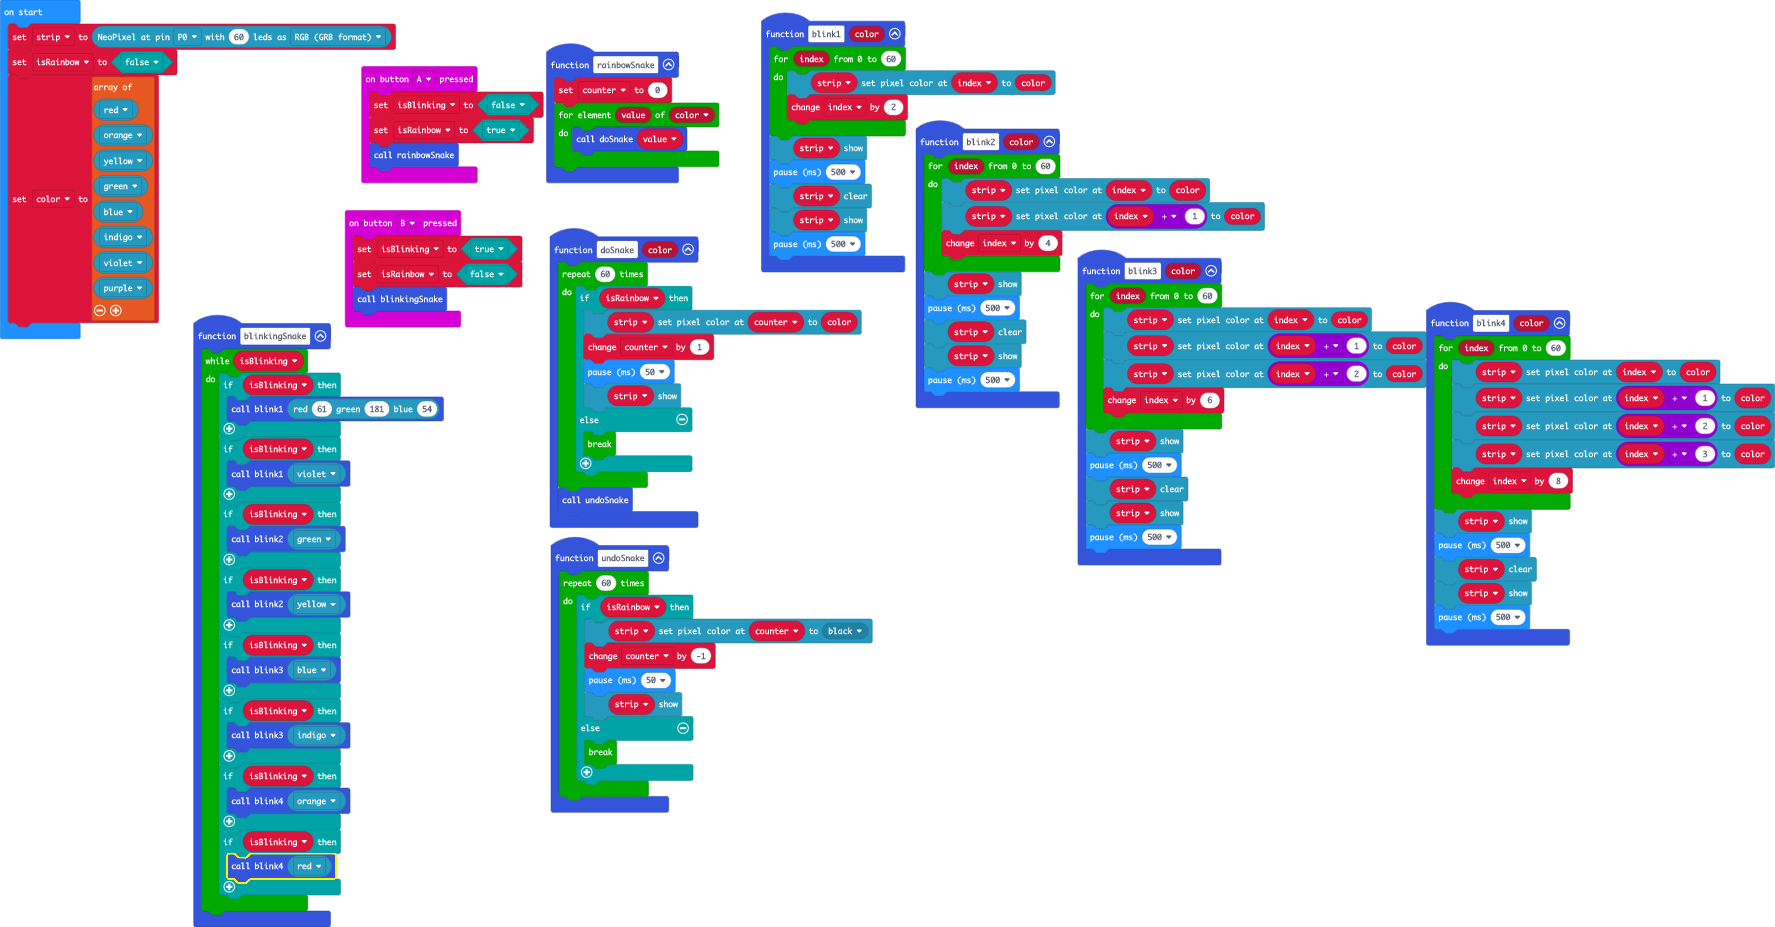 on start
set strip to NeoPixel at pin P0 with 60 leds as RGB (GRB format)
set isRainbow to false
set color to
array of
red
orange
yellow
green
blue
indigo
violet
purple
on button A pressed
set isBlinking to false
set isRainbow to true
call rainbowSnake
on button B pressed
set isBlinking to true
set isRainbow to false
call blinkingSnake
function blinkingSnake
while isBlinking
do
if isBlinking then
call blink1 red 61 green 181 blue 54
if isBlinking then
call blink1 violet
if isBlinking then
call blink2 green
if isBlinking then
call blink2 yellow
if isBlinking then
call blink3 blue
if isBlinking then
call blink3 indigo
if isBlinking then
call blink4 orange
if isBlinking then
call blink4 red
function rainbowSnake
set counter to 0
for element value of color
do call doSnake value
function doSnake color
repeat 60 times
do
if isRainbow then
strip set pixel color at counter to color
change counter by 1
pause (ms) 50
strip show
else
break
call undoSnake
function undoSnake
repeat 60 times
do
if isRainbow then
strip set pixel color at counter to black
change counter by -1
pause (ms) 50
strip show
else
break
function blink1 color
for index from 0 to 60
do
strip set pixel color at index to color
change index by 2
strip show
pause (ms) 500
strip clear
strip show
pause (ms) 500
function blink2 color
for index from 0 to 60
do
strip set pixel color at index to color
strip set pixel color at index + 1 to color
change index by 4
strip show
pause (ms) 500
strip clear
strip show
pause (ms) 500
function blink3 color
for index from 0 to 60
do
strip set pixel color at index to color
strip set pixel color at index + 1 to color
strip set pixel color at index + 2 to color
change index by 6
strip show
pause (ms) 500
strip clear
strip show
pause (ms) 500
function blink4 color
for index from 0 to 60
do
strip set pixel color at index to color
strip set pixel color at index + 1 to color
strip set pixel color at index + 2 to color
strip set pixel color at index + 3 to color
change index by 8
strip show
pause (ms) 500
strip clear
strip show
pause (ms) 500